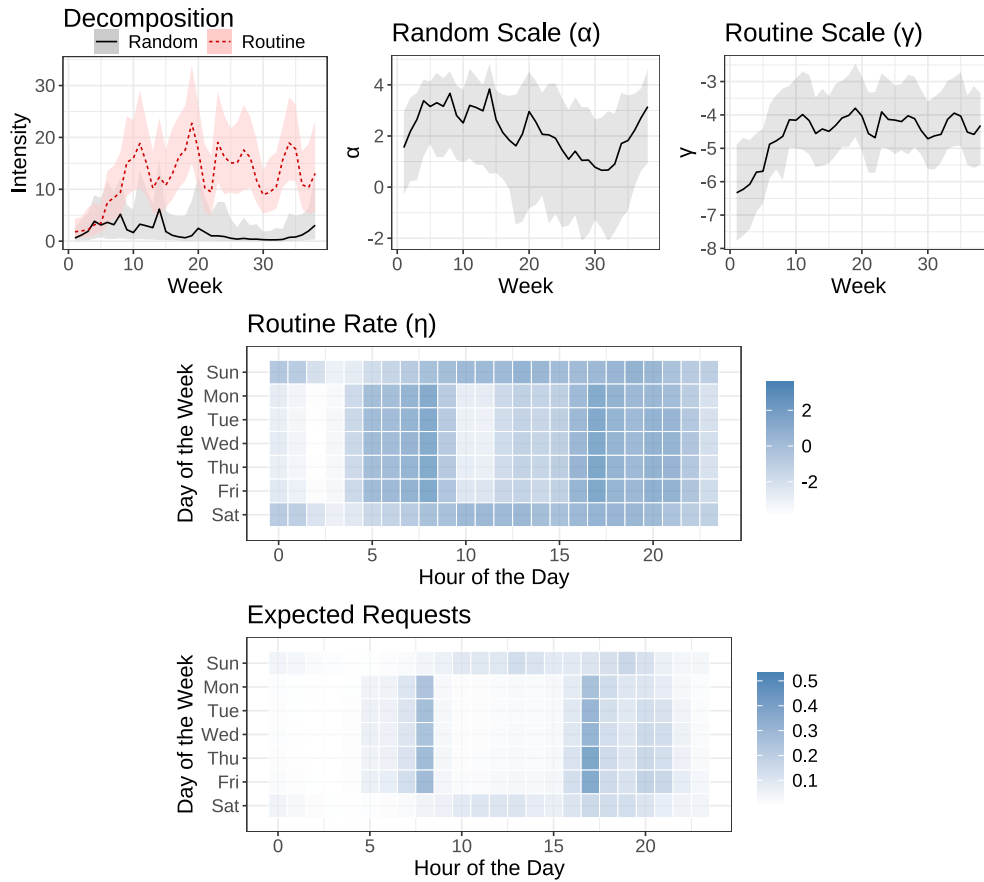 Decomposition
Random Routine
Intensity
30
20
10
0
0 10 20 30
Week
Random Scale (α)
α
4
2
0
-2
0 10 20 30
Week
Routine Scale (γ)
γ
-3
-4
-5
-6
-7
-8
0 10 20 30
Week
Routine Rate (η)
Day of the Week
Sun
Mon
Tue
Wed
Thu
Fri
Sat
0 5 10 15 20
Hour of the Day
2
0
-2
Expected Requests
Day of the Week
Sun
Mon
Tue
Wed
Thu
Fri
Sat
0 5 10 15 20
Hour of the Day
0.5
0.4
0.3
0.2
0.1